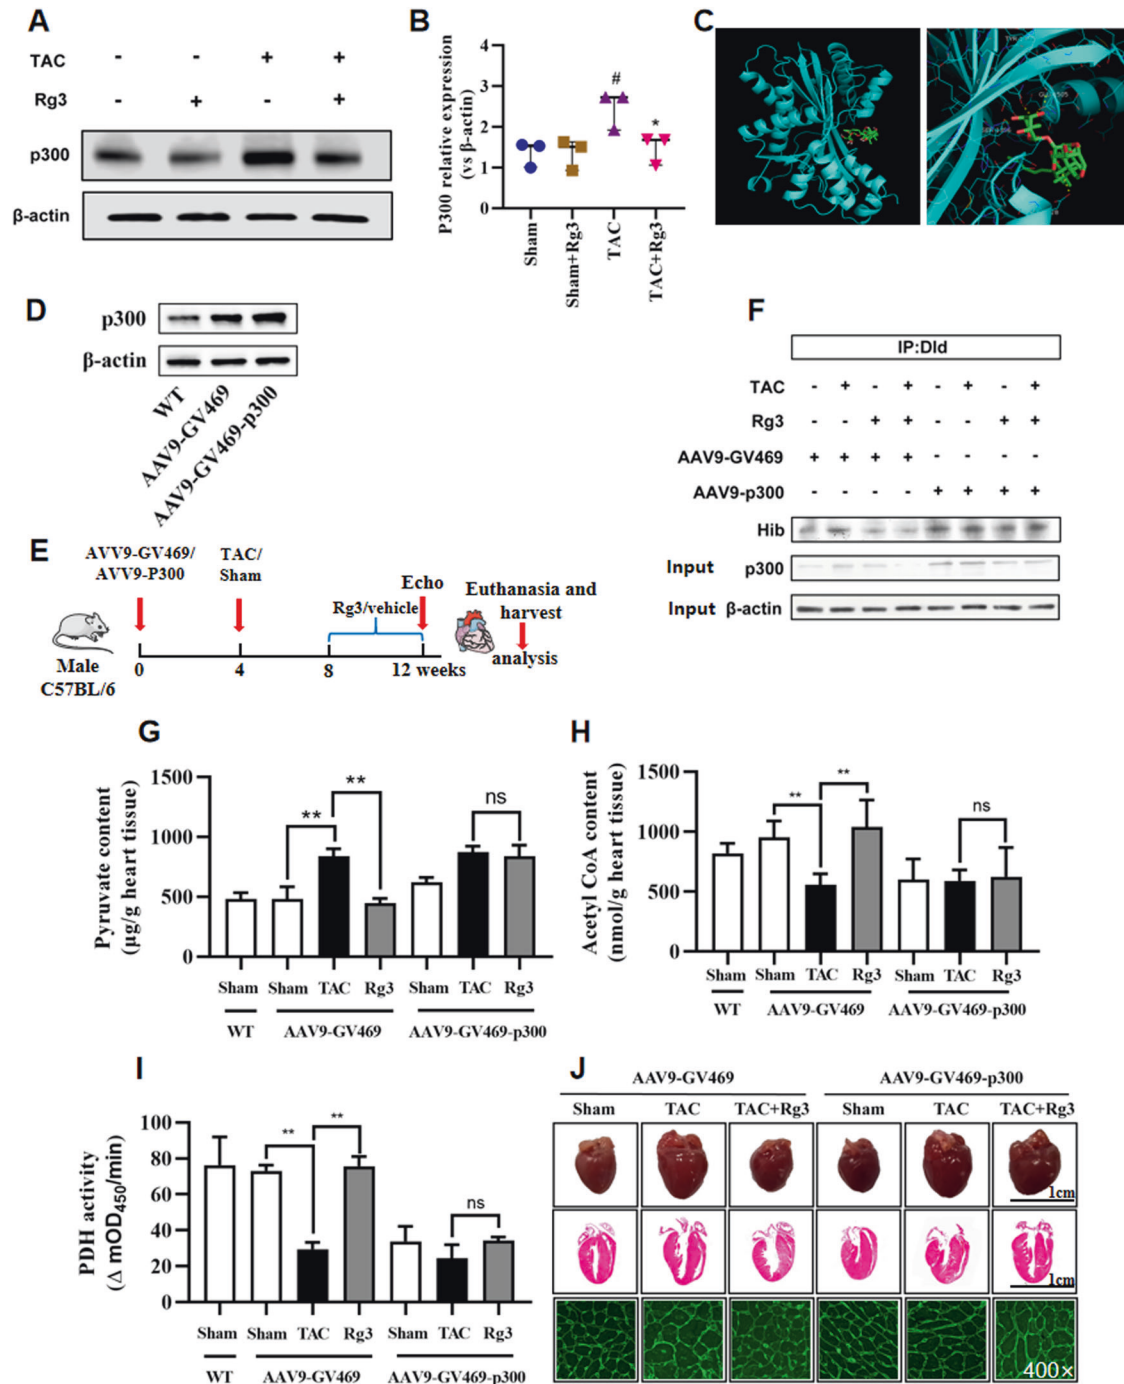 A
TAC - - + +
Rg3 - + - +
p300
β-actin
B
P300 relative expression
(vs β-actin)
4
3
2
1
0
#
*
Sham
Sham+Rg3
TAC
TAC+Rg3
C
D
p300
β-actin
WT
AAV9-GV469
AAV9-GV469-p300
E
AVV9-GV469/
AVV9-P300
TAC/
Sham
Rg3/vehicle
Echo
Euthanasia and
harvest
analysis
Male
C57BL/6
0
4
8
12 weeks
F
IP:Dld
TAC - + - + - + - +
Rg3 - - + + - - + +
AAV9-GV469 + + + + - - - -
AAV9-p300 - - - - + + + +
Hib
Input p300
Input β-actin
G
Pyruvate content
(µg/g heart tissue)
1500
1000
500
0
**
**
ns
Sham Sham TAC Rg3 Sham TAC Rg3
WT AAV9-GV469 AAV9-GV469-p300
H
Acetyl CoA content
(nmol/g heart tissue)
1500
1000
500
0
**
**
ns
Sham Sham TAC Rg3 Sham TAC Rg3
WT AAV9-GV469 AAV9-GV469-p300
I
PDH activity
(Δ mOD450/min)
100
80
60
40
20
0
**
**
ns
Sham Sham TAC Rg3 Sham TAC Rg3
WT AAV9-GV469 AAV9-GV469-p300
J
AAV9-GV469 AAV9-GV469-p300
Sham TAC TAC+Rg3 Sham TAC TAC+Rg3
1cm
1cm
400×